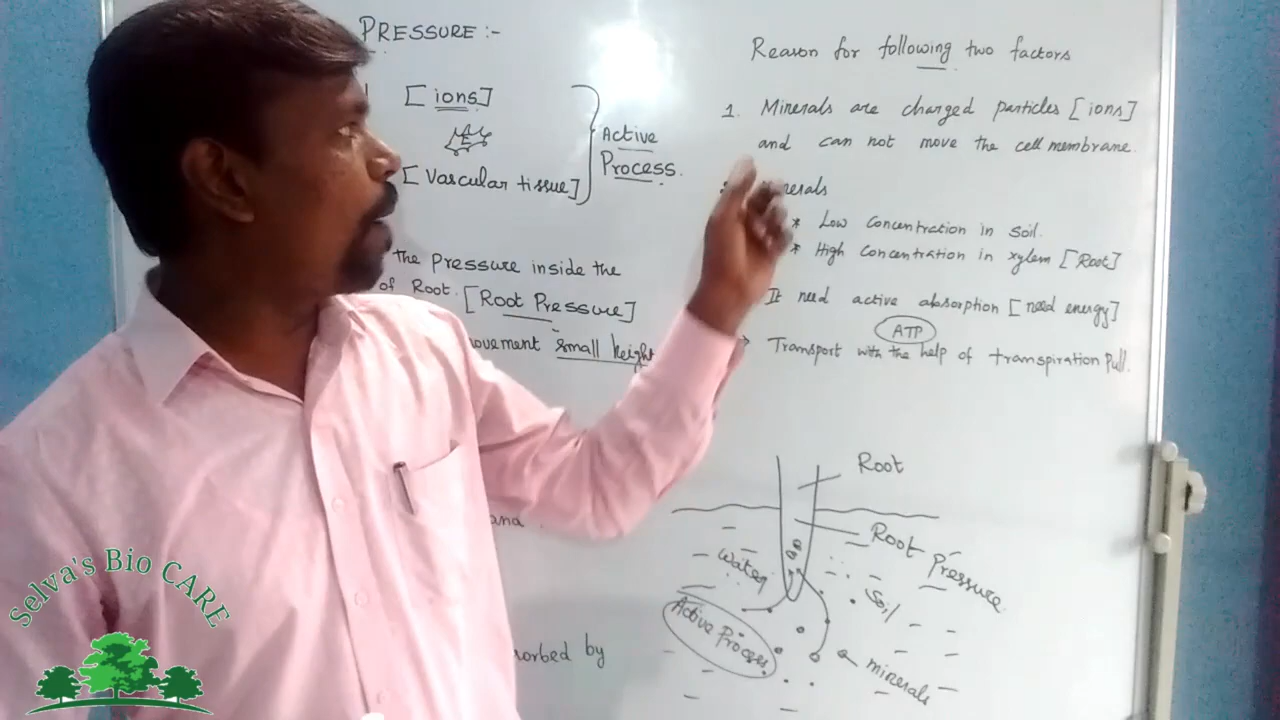 PRESSURE :-
[ions]
[Vascular tissue]
Active
Process.
the pressure inside the
of Root. [Root Pressure]
ovement small height
ana
orbed by
Reason for following two factors
1. Minerals are charged particles [ions]
and can not move the cell membrane.
nerals
* Low concentration in soil.
* High concentration in xylem [Root]
It need active absorption [need energy]
ATP
Transport with the help of transpiration pull.
Root
Root Pressure
water
Soil
Active Process
minerals
Selva's Bio CARE